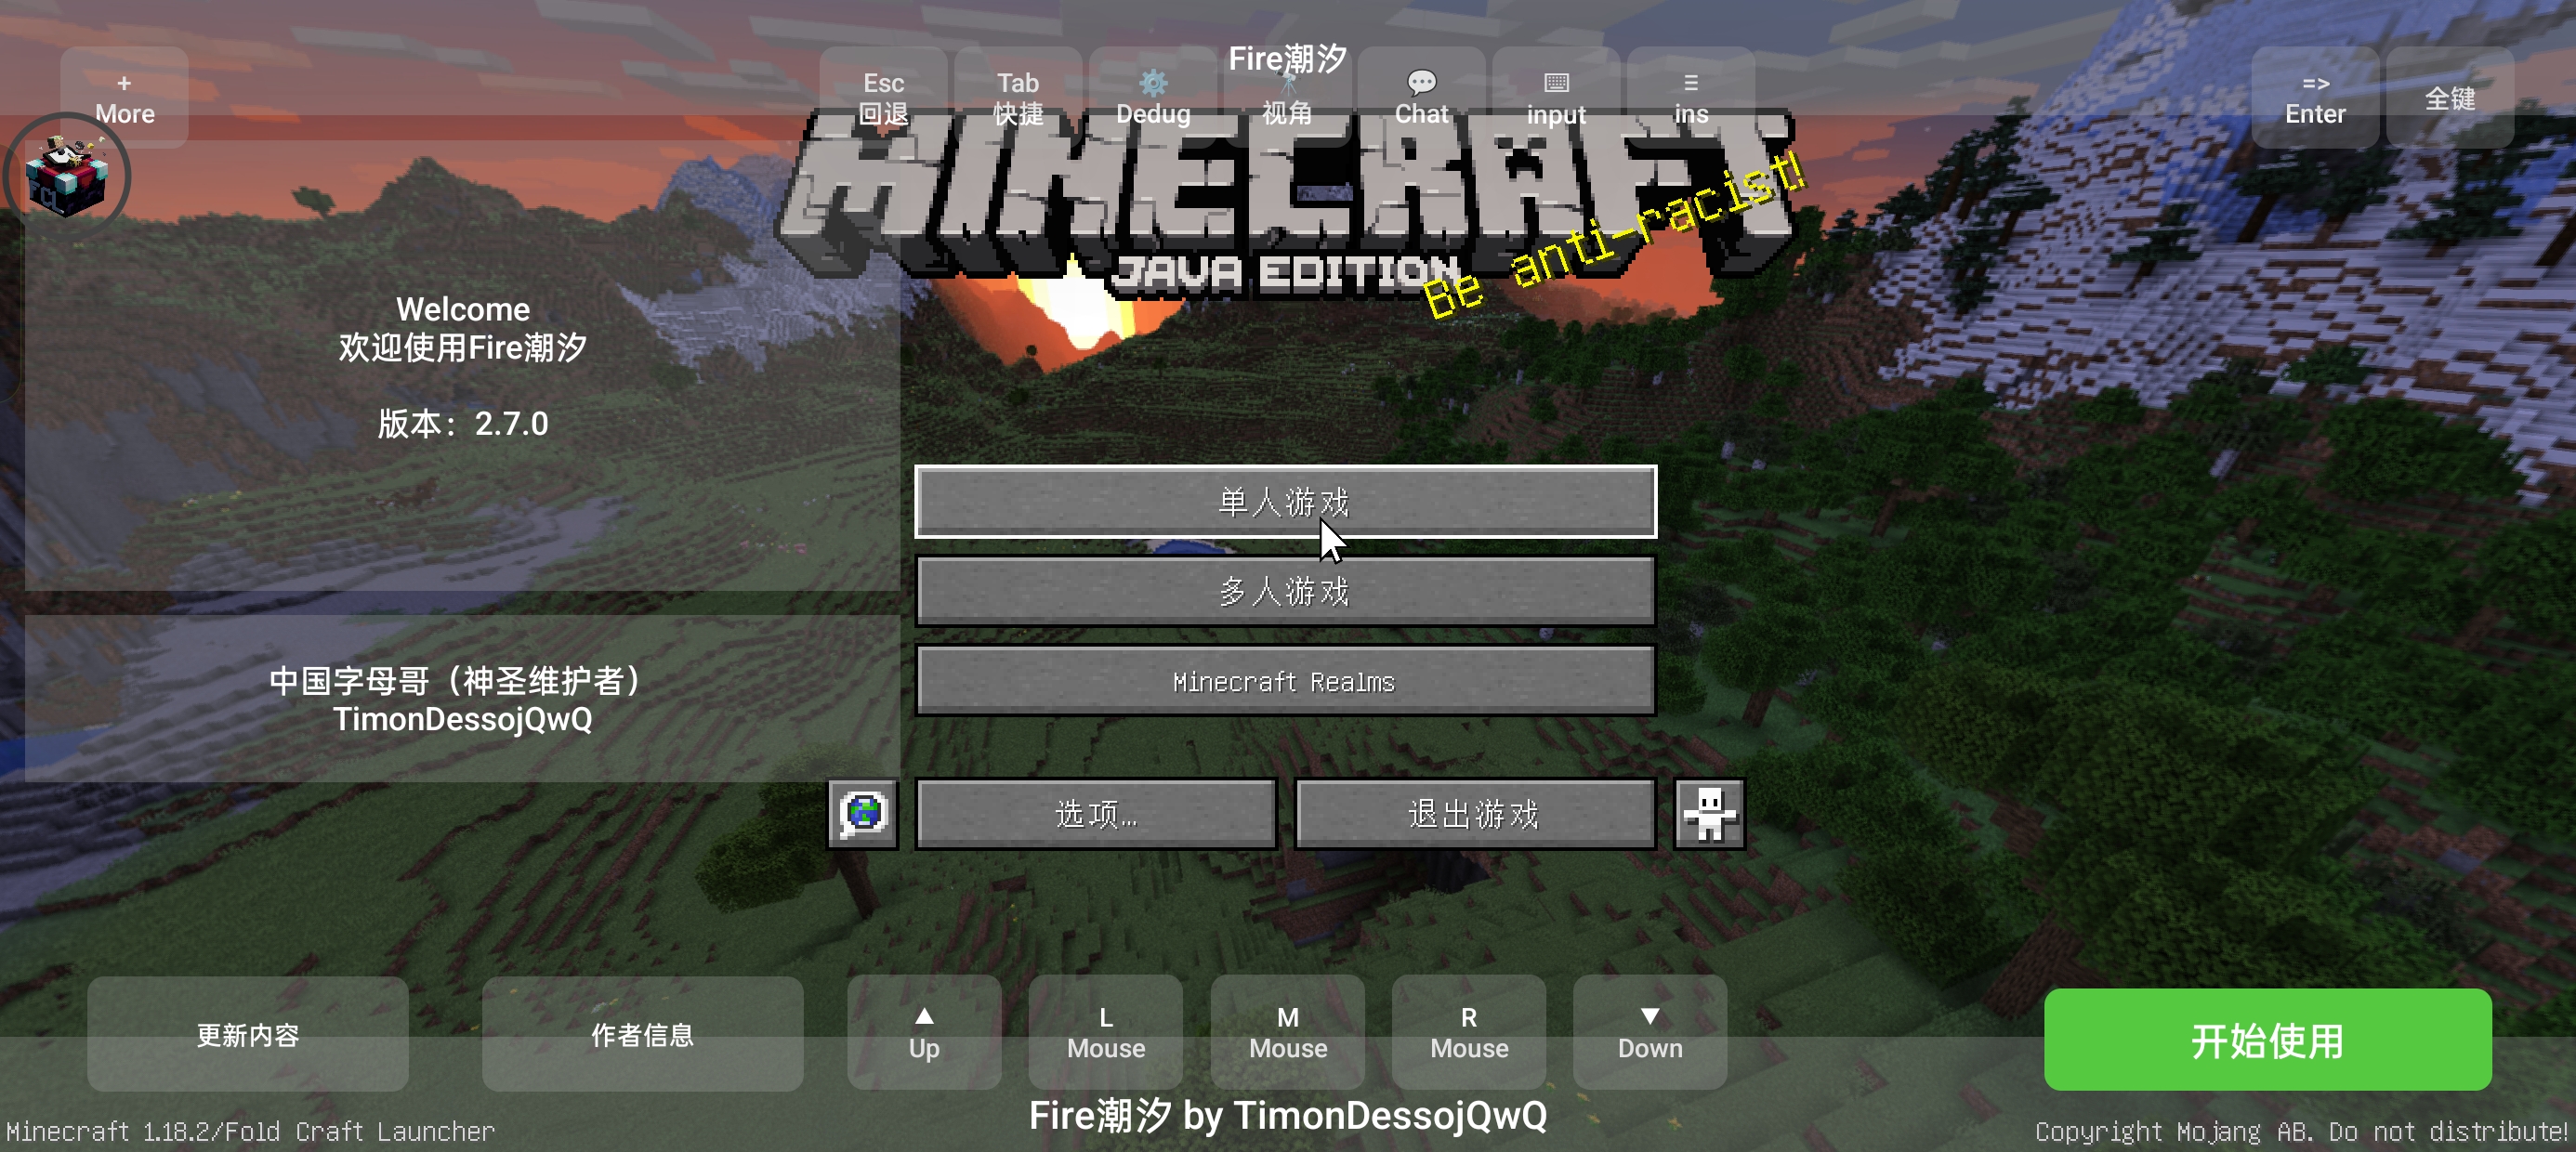 Fire潮汐
+
More
Esc
回退
Tab
快捷
Dedug
视角
Chat
input
ins
=>
Enter
全键
FCL
MINECRAFT
JAVA EDITION
Be anti-racist!
Welcome
欢迎使用Fire潮汐
版本：2.7.0
中国字母哥（神圣维护者）
TimonDessojQwQ
单人游戏
多人游戏
Minecraft Realms
选项...
退出游戏
更新内容
作者信息
▲
Up
L
Mouse
M
Mouse
R
Mouse
▼
Down
开始使用
Fire潮汐 by TimonDessojQwQ
Minecraft 1.18.2/Fold Craft Launcher
Copyright Mojang AB. Do not distribute!